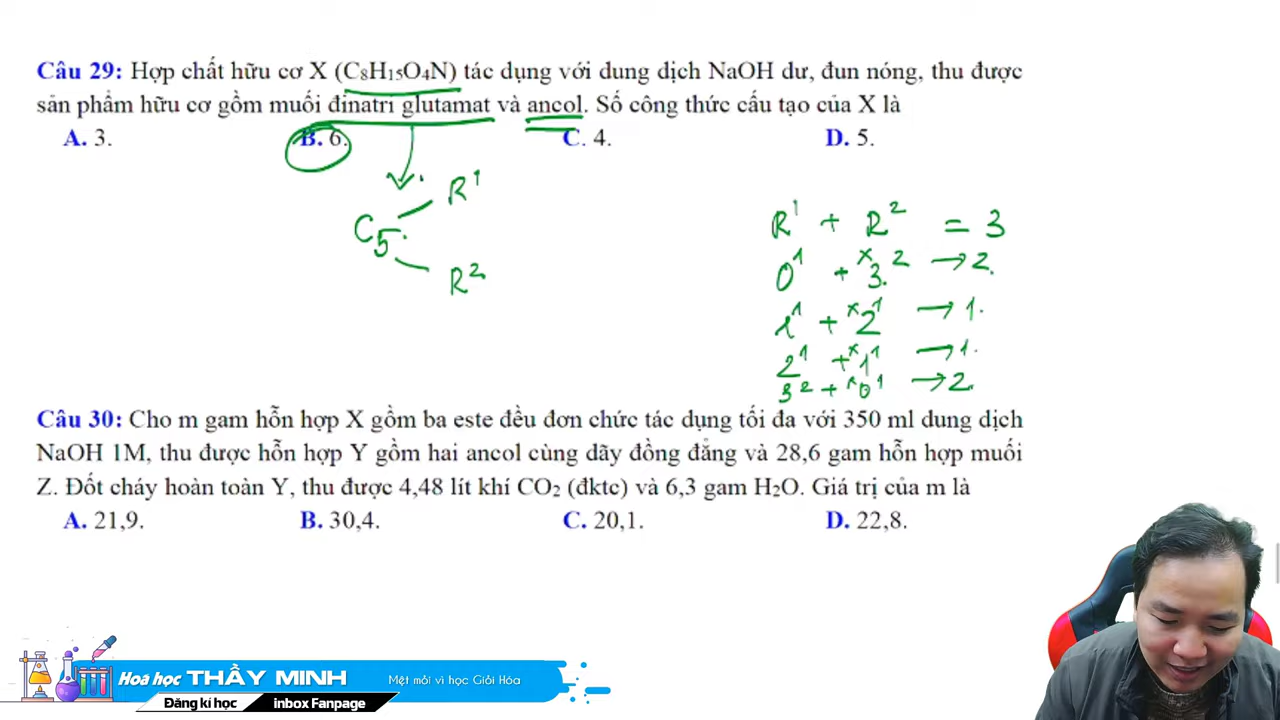 Câu 29: Hợp chất hữu cơ X (C₈H₁₅O₄N) tác dụng với dung dịch NaOH dư, đun nóng, thu được
sản phẩm hữu cơ gồm muối đinatri glutamat và ancol. Số công thức cấu tạo của X là
A. 3. B. 6. C. 4. D. 5.
R¹
C₅
R²
R¹ + R² = 3
0¹ + 3.² → 2.
1¹ + 2¹ → 1.
2¹ + 1¹ → 1.
3² + 0¹ → 2.
Câu 30: Cho m gam hỗn hợp X gồm ba este đều đơn chức tác dụng tối đa với 350 ml dung dịch
NaOH 1M, thu được hỗn hợp Y gồm hai ancol cùng dãy đồng đẳng và 28,6 gam hỗn hợp muối
Z. Đốt cháy hoàn toàn Y, thu được 4,48 lít khí CO₂ (đktc) và 6,3 gam H₂O. Giá trị của m là
A. 21,9. B. 30,4. C. 20,1. D. 22,8.
Hoá học THẦY MINH
Mệt mỏi vì học Giỏi Hóa
Đăng kí học inbox Fanpage